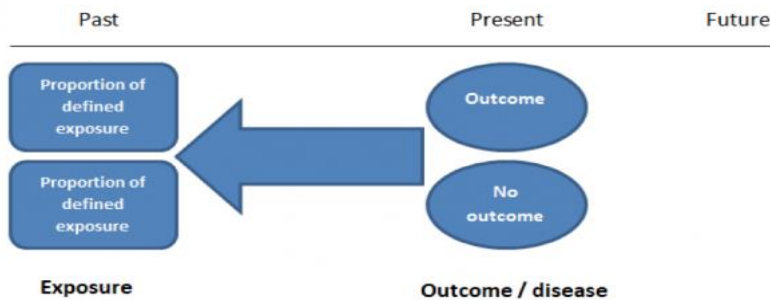 Past Present Future
Proportion of
defined
exposure
Outcome
Proportion of
defined
exposure
No
outcome
Exposure Outcome / disease